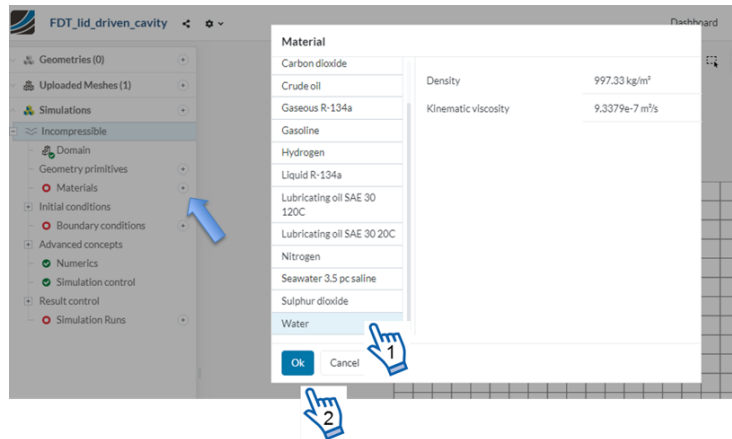 FDT_lid_driven_cavity
Dashboard
Geometries (0)
Uploaded Meshes (1)
Simulations
Incompressible
Domain
Geometry primitives
Materials
Initial conditions
Boundary conditions
Advanced concepts
Numerics
Simulation control
Result control
Simulation Runs
Material
Carbon dioxide
Crude oil
Gaseous R-134a
Gasoline
Hydrogen
Liquid R-134a
Lubricating oil SAE 30
120C
Lubricating oil SAE 30 20C
Nitrogen
Seawater 3.5 pc saline
Sulphur dioxide
Water
Density 997.33 kg/m³
Kinematic viscosity 9.3379e-7 m²/s
Ok Cancel
1
2